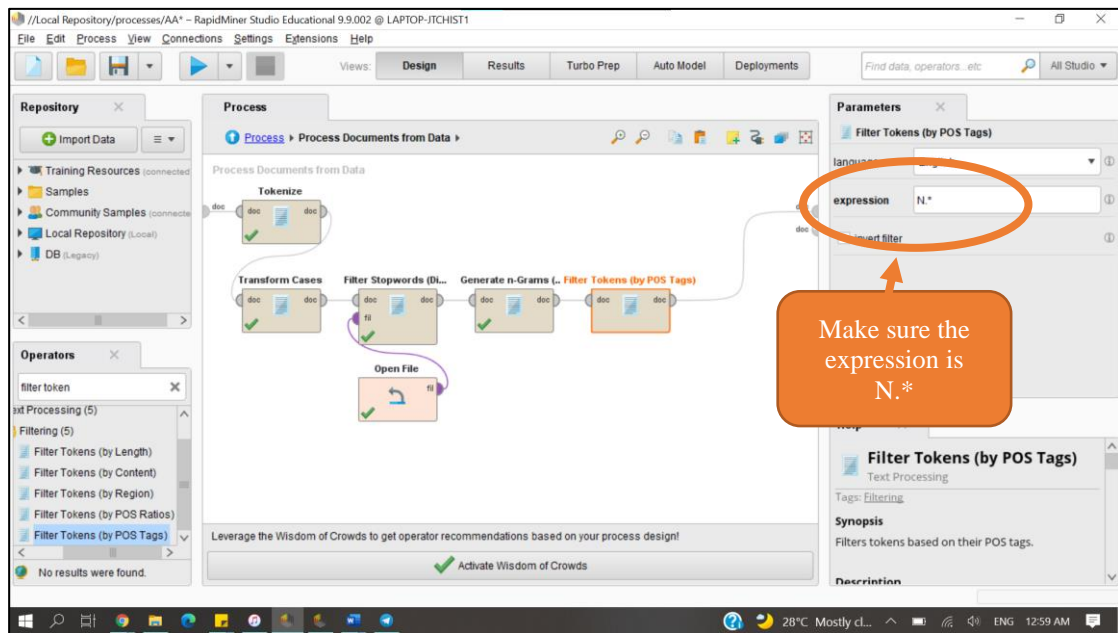 //Local Repository/processes/AA* – RapidMiner Studio Educational 9.9.002 @ LAPTOP-JTCHIST1
File Edit Process View Connections Settings Extensions Help
Views: Design Results Turbo Prep Auto Model Deployments
Find data, operators...etc
All Studio
Repository
Import Data
Training Resources (connected
Samples
Community Samples (connecte
Local Repository (Local)
DB (Legacy)
Operators
filter token
ext Processing (5)
Filtering (5)
Filter Tokens (by Length)
Filter Tokens (by Content)
Filter Tokens (by Region)
Filter Tokens (by POS Ratios)
Filter Tokens (by POS Tags)
No results were found.
Process
Process Process Documents from Data
Process Documents from Data
doc
Tokenize
doc doc
Transform Cases
doc doc
Filter Stopwords (Di...
doc doc
fil
Generate n-Grams (..
doc doc
Filter Tokens (by POS Tags)
doc doc
Open File
fil
doc
Leverage the Wisdom of Crowds to get operator recommendations based on your process design!
Activate Wisdom of Crowds
Parameters
Filter Tokens (by POS Tags)
expression N.*
invert filter
Make sure the
expression is
N.*
Help
Filter Tokens (by POS Tags)
Text Processing
Tags: Filtering
Synopsis
Filters tokens based on their POS tags.
Description
28°C Mostly cl... ENG 12:59 AM